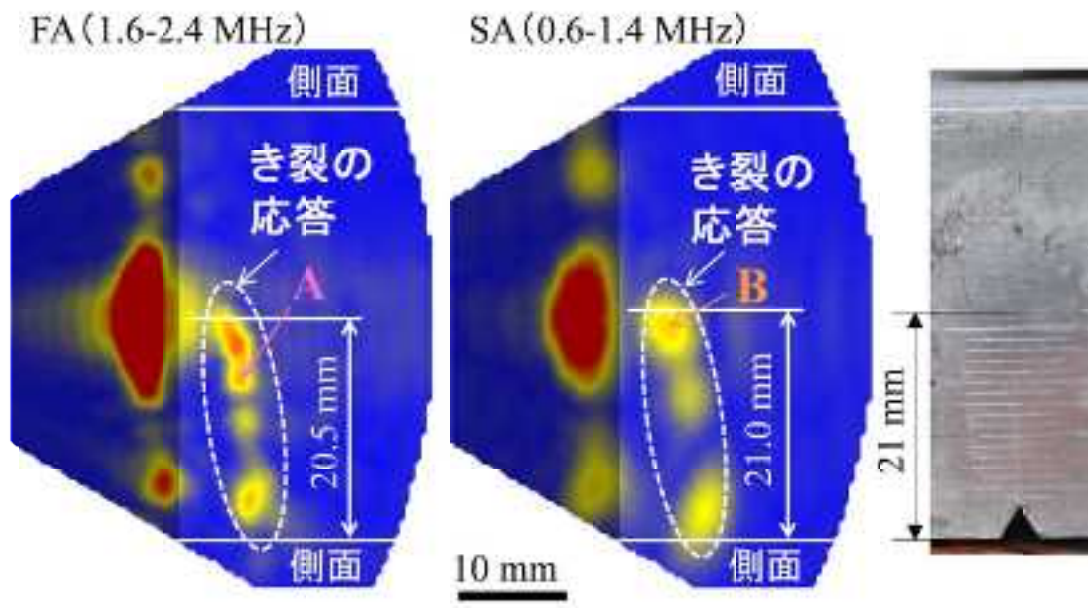 FA(1.6-2.4 MHz)
側面
き裂の
応答
A
20.5 mm
側面
SA(0.6-1.4 MHz)
側面
き裂の
応答
B
21.0 mm
側面
10 mm
21 mm